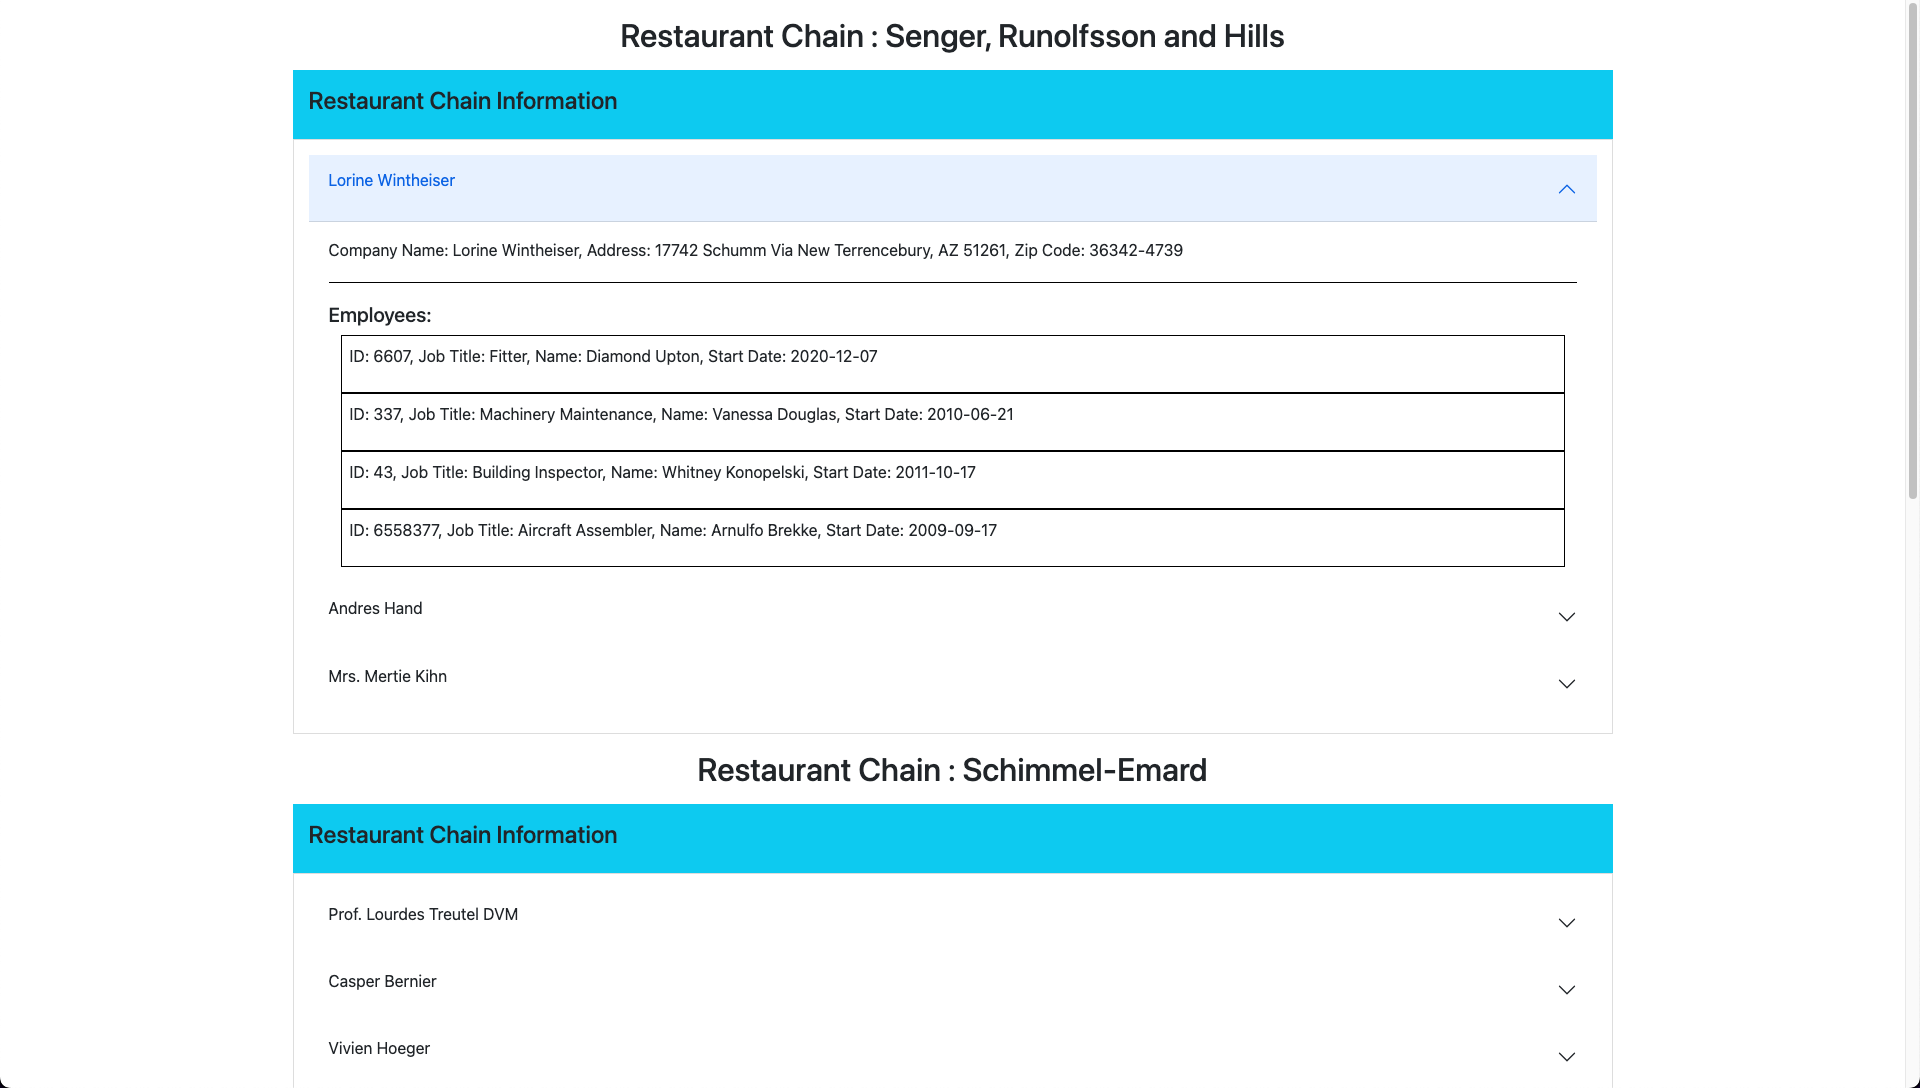 Restaurant Chain : Senger, Runolfsson and Hills
Restaurant Chain Information
Lorine Wintheiser
Company Name: Lorine Wintheiser, Address: 17742 Schumm Via New Terrencebury, AZ 51261, Zip Code: 36342-4739
Employees:
ID: 6607, Job Title: Fitter, Name: Diamond Upton, Start Date: 2020-12-07
ID: 337, Job Title: Machinery Maintenance, Name: Vanessa Douglas, Start Date: 2010-06-21
ID: 43, Job Title: Building Inspector, Name: Whitney Konopelski, Start Date: 2011-10-17
ID: 6558377, Job Title: Aircraft Assembler, Name: Arnulfo Brekke, Start Date: 2009-09-17
Andres Hand
Mrs. Mertie Kihn
Restaurant Chain : Schimmel-Emard
Restaurant Chain Information
Prof. Lourdes Treutel DVM
Casper Bernier
Vivien Hoeger